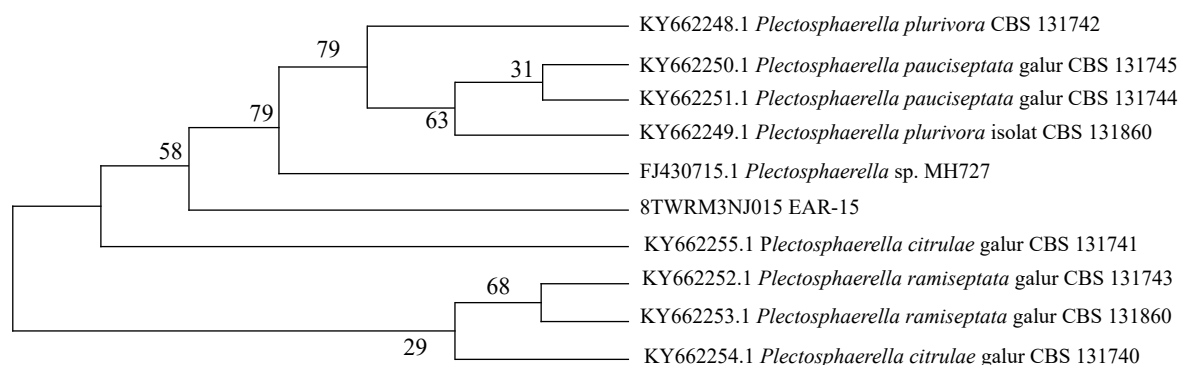 79
KY662248.1 Plectosphaerella plurivora CBS 131742
31
KY662250.1 Plectosphaerella pauciseptata galur CBS 131745
KY662251.1 Plectosphaerella pauciseptata galur CBS 131744
79
63
KY662249.1 Plectosphaerella plurivora isolat CBS 131860
58
FJ430715.1 Plectosphaerella sp. MH727
8TWRM3NJ015 EAR-15
KY662255.1 Plectosphaerella citrulae galur CBS 131741
68
KY662252.1 Plectosphaerella ramiseptata galur CBS 131743
KY662253.1 Plectosphaerella ramiseptata galur CBS 131860
29
KY662254.1 Plectosphaerella citrulae galur CBS 131740